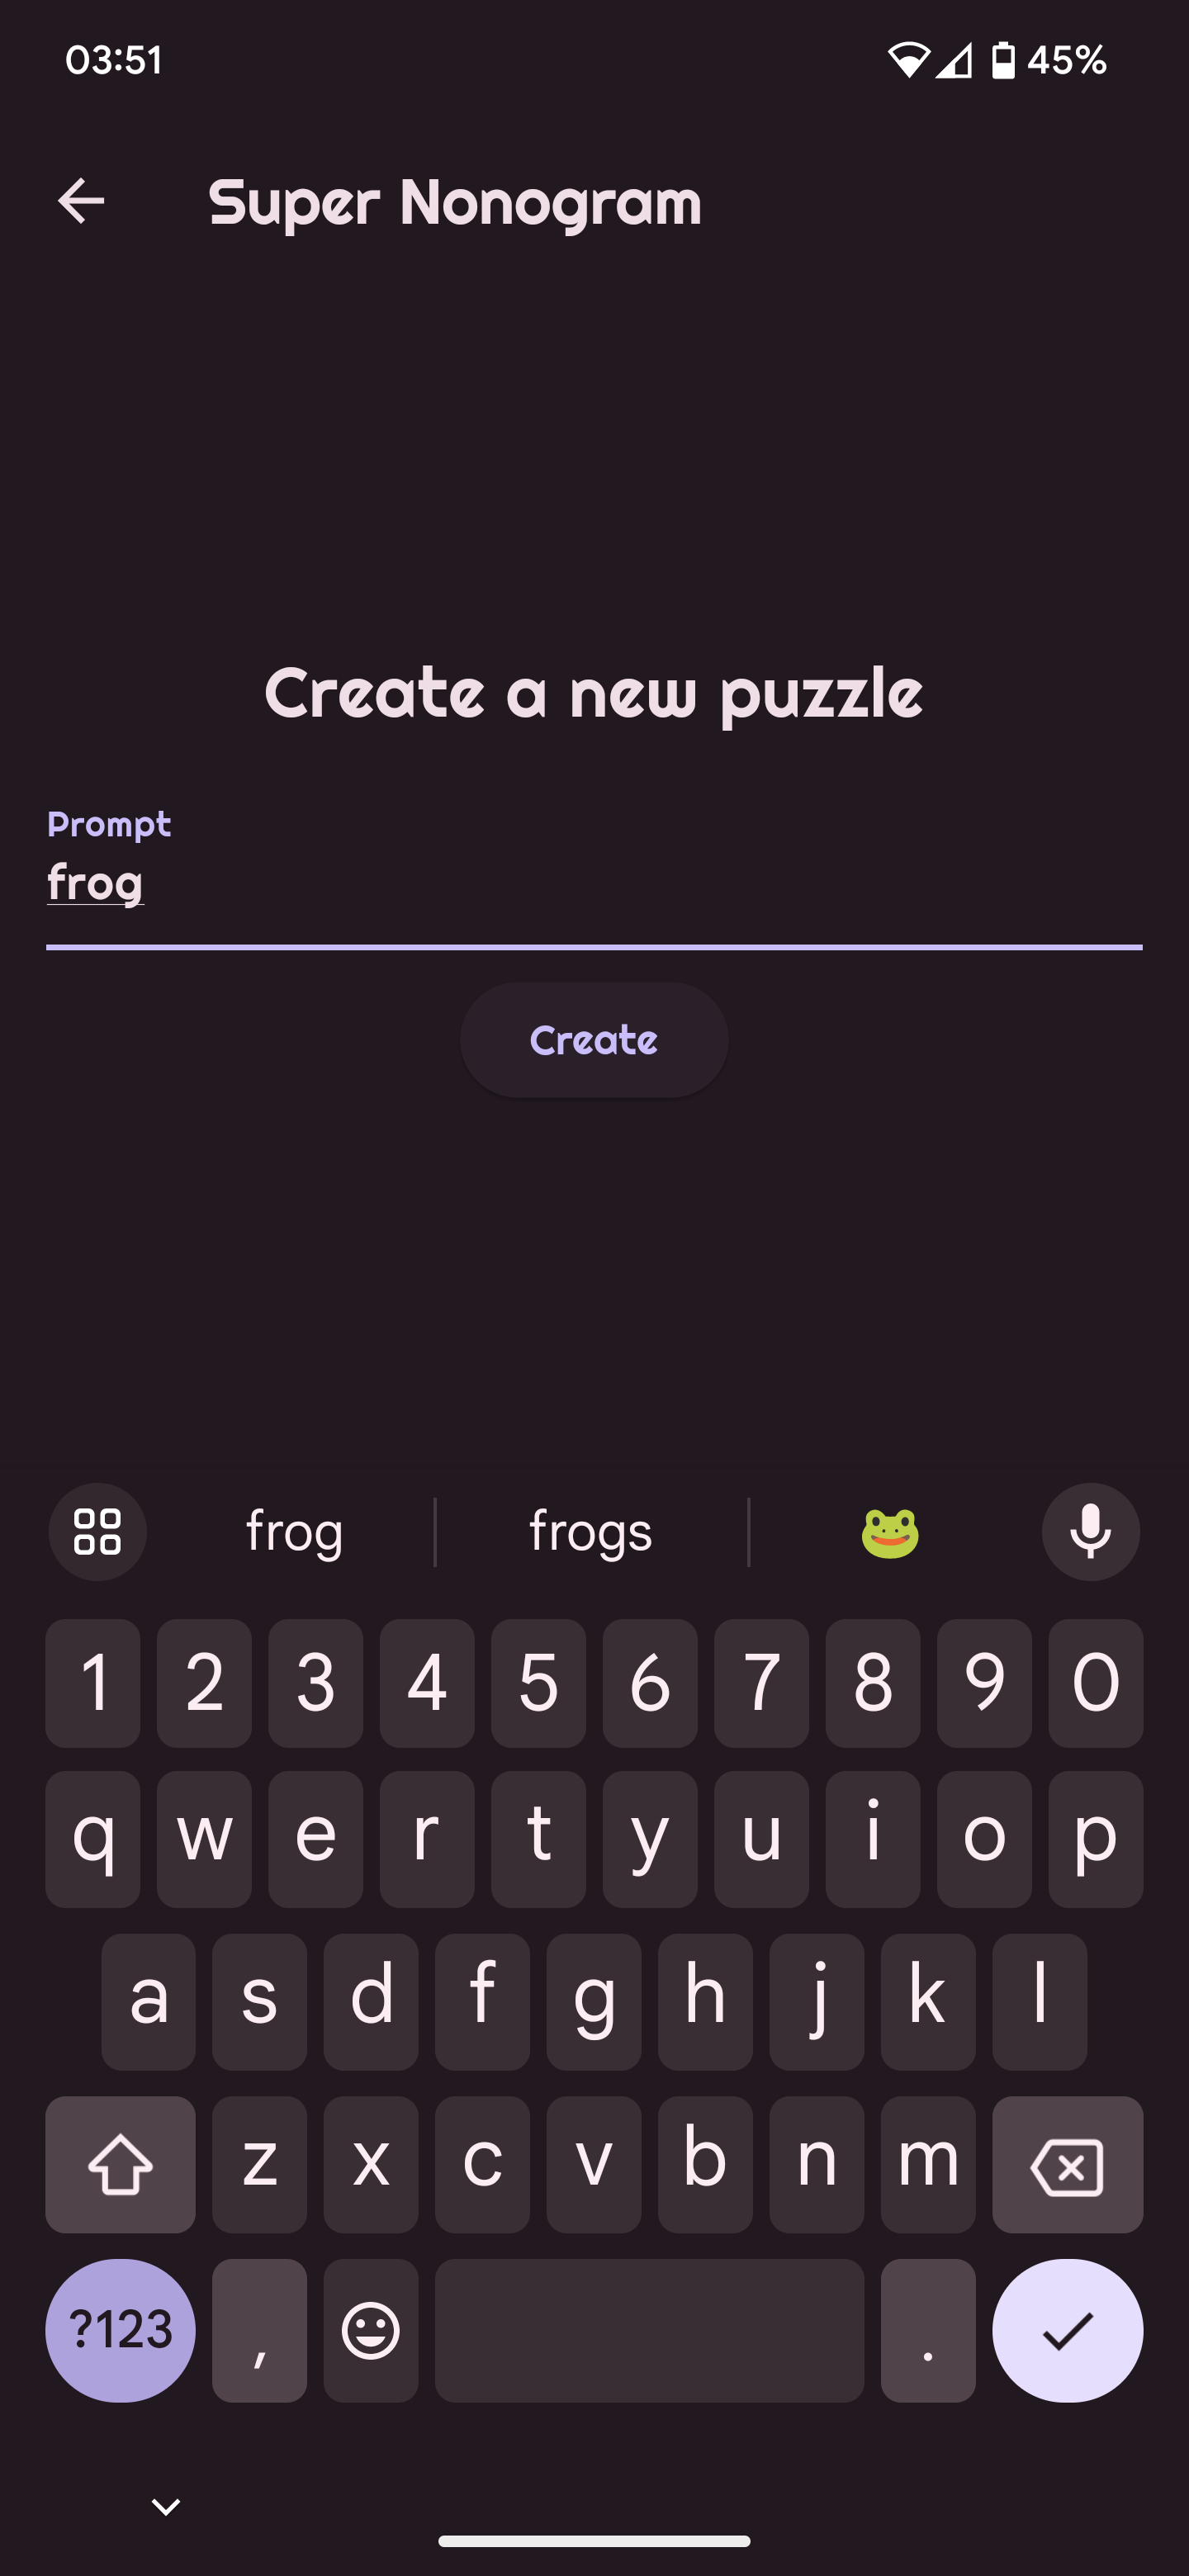 03:51
45%
Super Nonogram
Create a new puzzle
Prompt
frog
Create
frog
frogs
1 2 3 4 5 6 7 8 9 0
q w e r t y u i o p
a s d f g h j k l
z x c v b n m
?123 , .